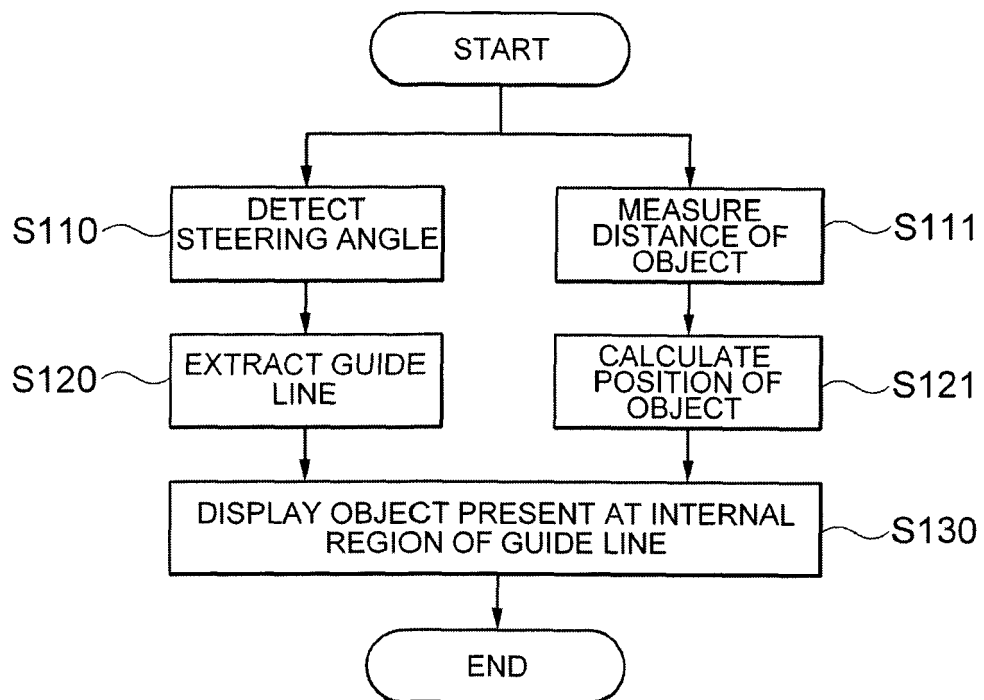 START
S110
DETECT
STEERING ANGLE
MEASURE
DISTANCE OF
OBJECT
S111
S120
EXTRACT GUIDE
LINE
CALCULATE
POSITION OF
OBJECT
S121
DISPLAY OBJECT PRESENT AT INTERNAL
REGION OF GUIDE LINE
S130
END